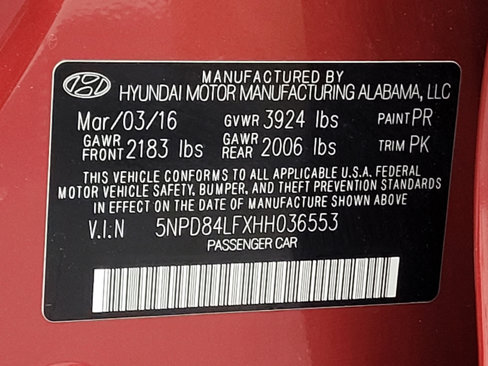 MANUFACTURED BY
HYUNDAI MOTOR MANUFACTURING ALABAMA, LLC
Mar/03/16 GVWR 3924 lbs PAINT PR
GAWR FRONT 2183 lbs GAWR REAR 2006 lbs TRIM PK
THIS VEHICLE CONFORMS TO ALL APPLICABLE U.S.A. FEDERAL
MOTOR VEHICLE SAFETY, BUMPER, AND THEFT PREVENTION STANDARDS
IN EFFECT ON THE DATE OF MANUFACTURE SHOWN ABOVE
V.I.N 5NPD84LFXHH036553
PASSENGER CAR